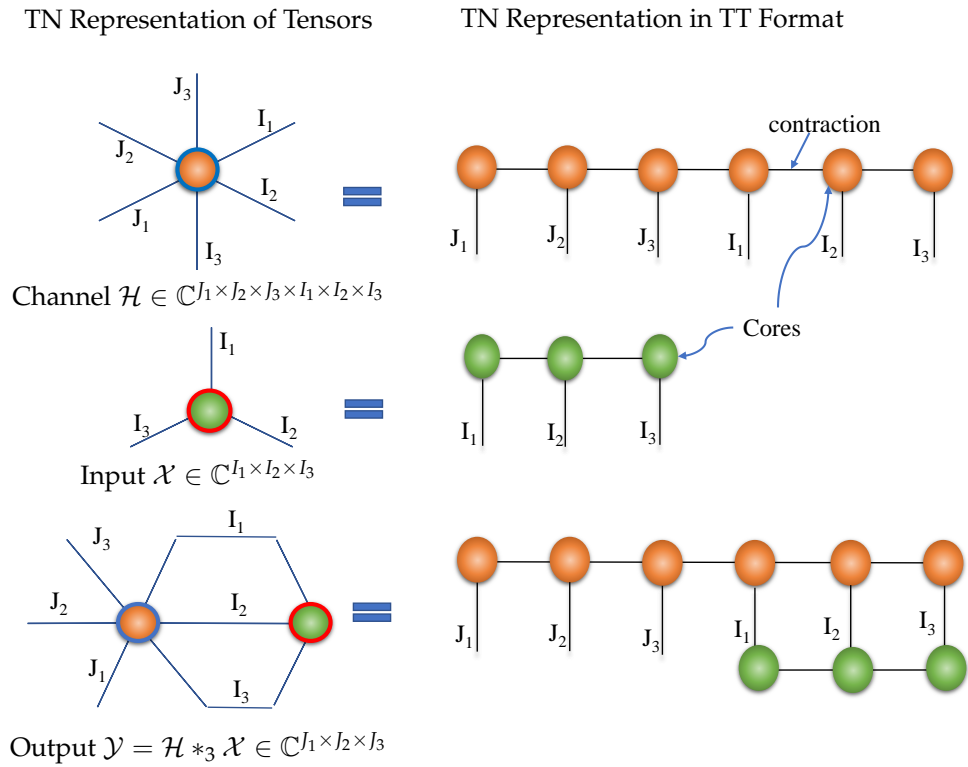 TN Representation of Tensors
TN Representation in TT Format
J₃
I₁
J₂
J₁
I₂
I₃
Channel ℋ ∈ ℂ^{J₁×J₂×J₃×I₁×I₂×I₃}
contraction
J₁
J₂
J₃
I₁
I₂
I₃
Cores
I₁
I₃
I₂
Input 𝒳 ∈ ℂ^{I₁×I₂×I₃}
I₁
I₂
I₃
J₃
I₁
J₂
I₂
J₁
I₃
Output 𝒴 = ℋ ∗₃ 𝒳 ∈ ℂ^{J₁×J₂×J₃}
J₁
J₂
J₃
I₁
I₂
I₃